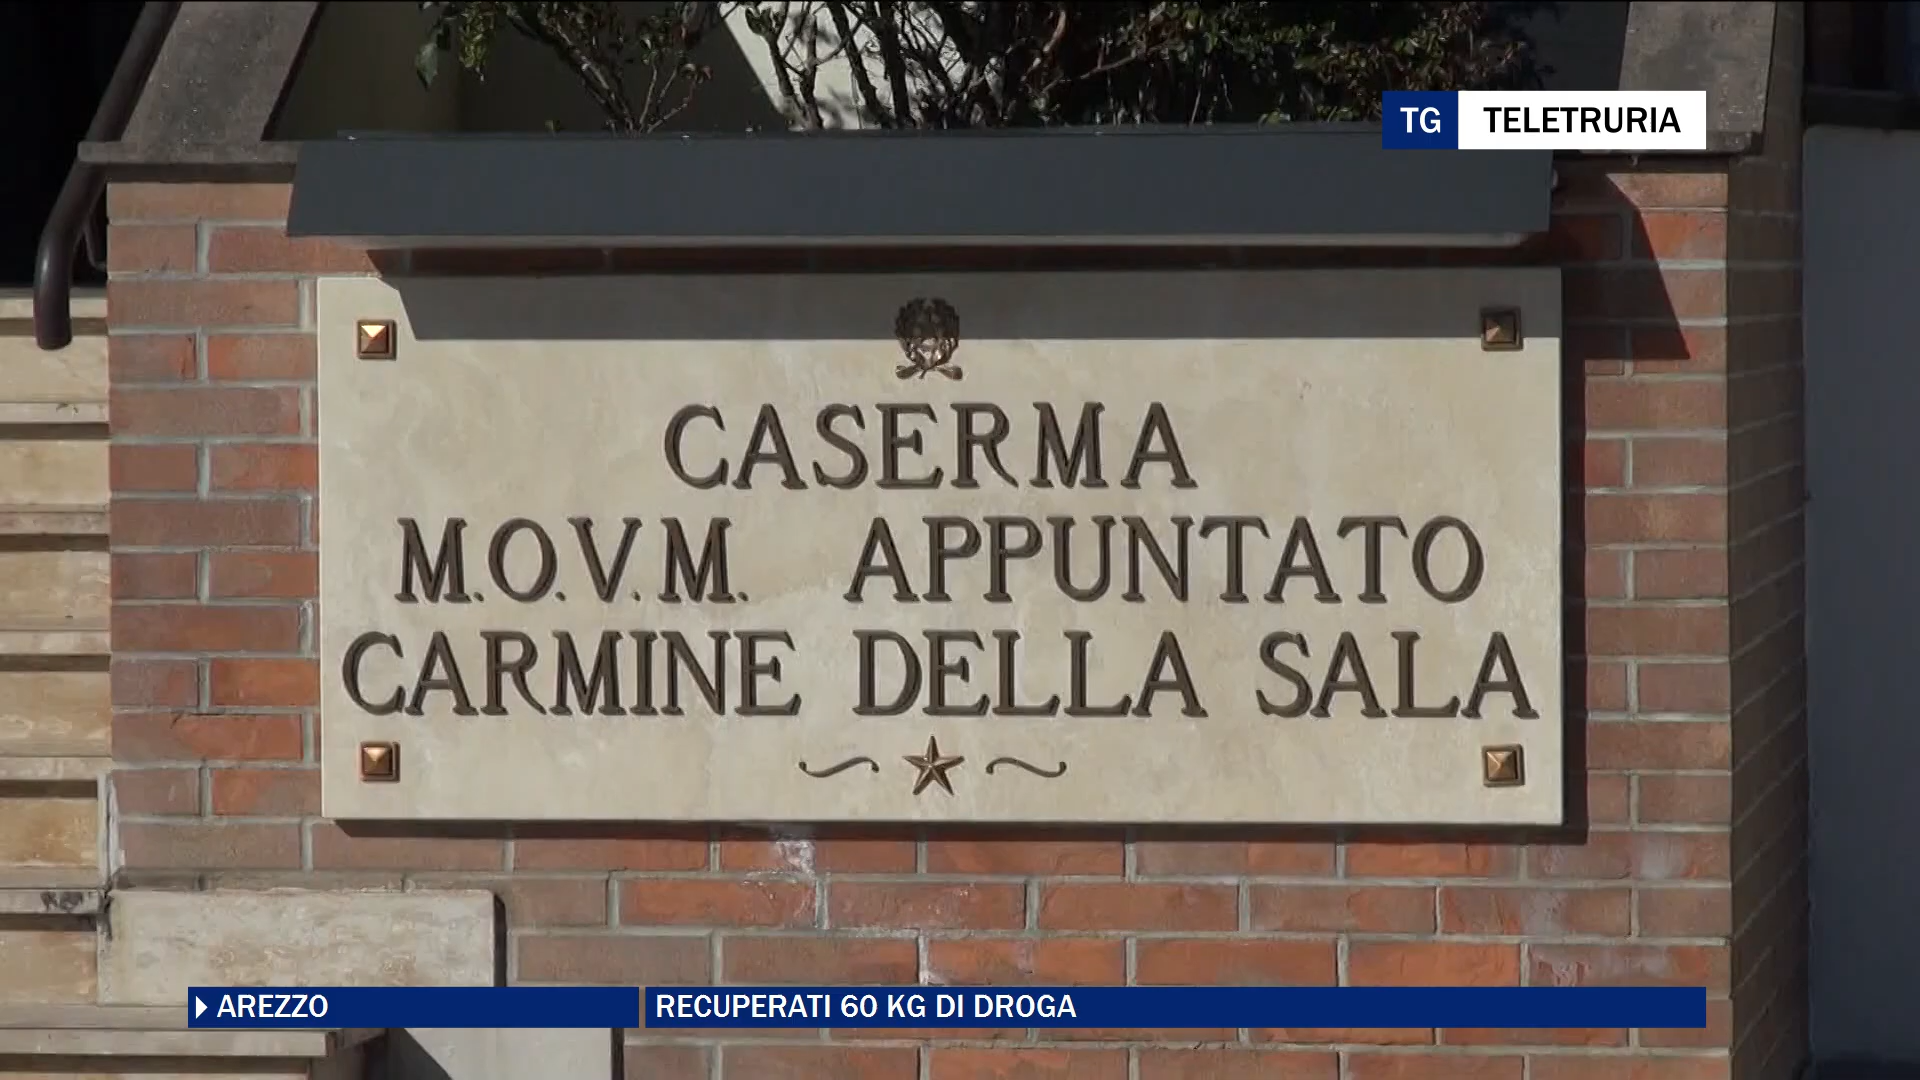 TG TELETRURIA
CASERMA
M.O.V.M. APPUNTATO
CARMINE DELLA SALA
AREZZO
RECUPERATI 60 KG DI DROGA